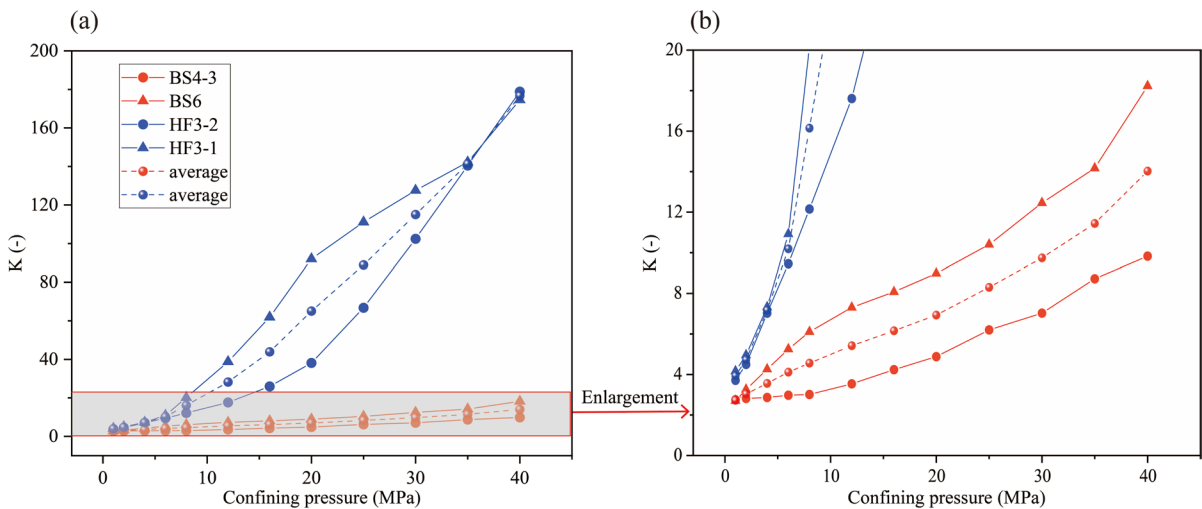 (a)
200
160
120
80
40
0
K (-)
BS4-3
BS6
HF3-2
HF3-1
average
average
0
10
20
30
40
Confining pressure (MPa)
Enlargement
(b)
20
16
12
8
4
0
K (-)
0
10
20
30
40
Confining pressure (MPa)